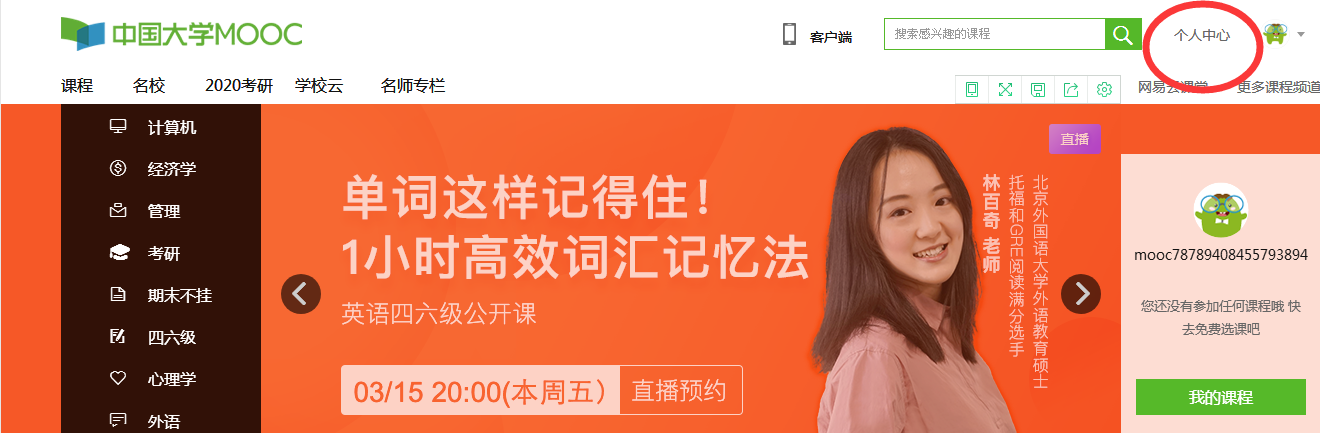 中国大学MOOC
客户端
搜索感兴趣的课程
个人中心
课程
名校
2020考研
学校云
名师专栏
网易云课堂
更多课程频道
计算机
经济学
管理
考研
期末不挂
四六级
心理学
外语
单词这样记得住！
1小时高效词汇记忆法
英语四六级公开课
03/15 20:00(本周五）
直播预约
直播
北京外国语大学外语教育硕士
托福和GRE阅读满分选手
林百奇 老师
mooc78789408455793894
您还没有参加任何课程哦 快
去免费选课吧
我的课程